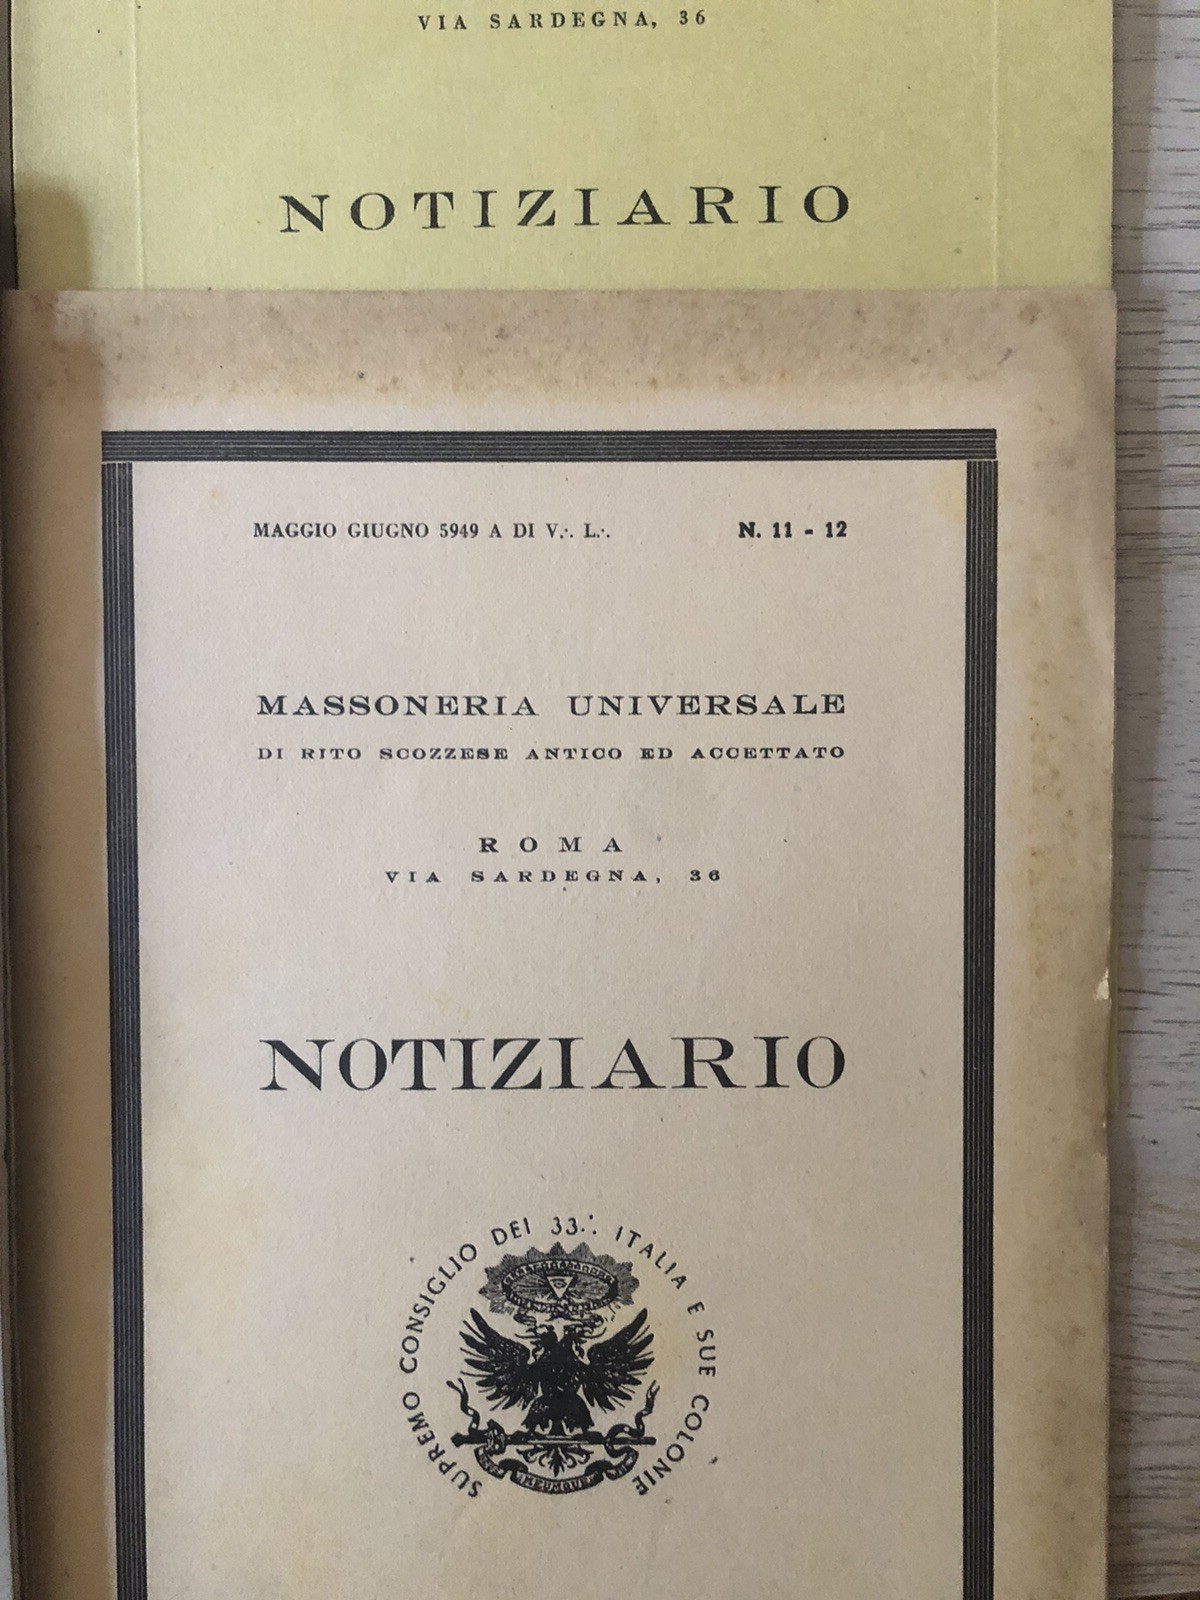 VIA SARDEGNA, 36
NOTIZIARIO
MAGGIO GIUGNO 5949 A DI V∴ L∴
N. 11 - 12
MASSONERIA UNIVERSALE
DI RITO SCOZZESE ANTICO ED ACCETTATO
ROMA
VIA SARDEGNA, 36
NOTIZIARIO
SUPREMO CONSIGLIO DEI 33∴ ITALIA E SUE COLONIE